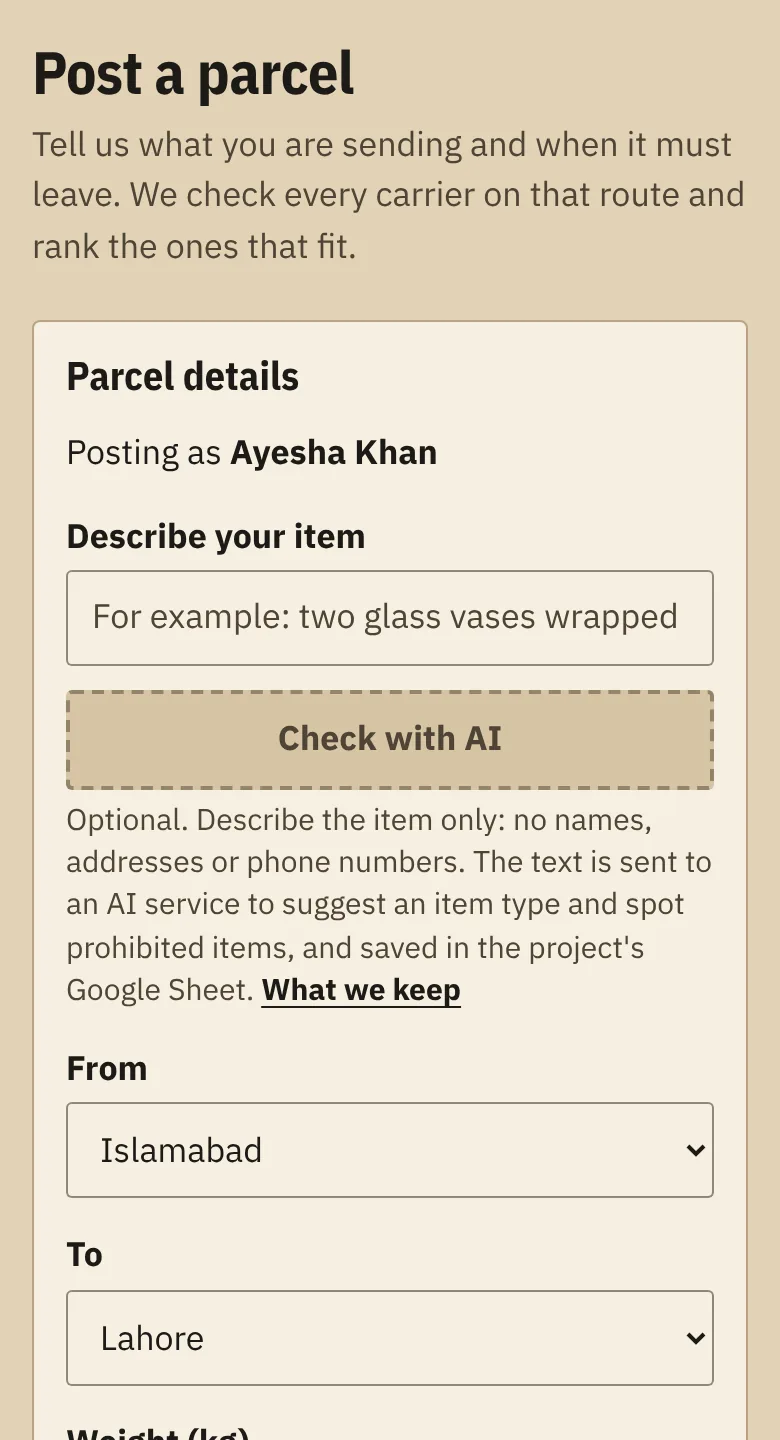 Post a parcel
Tell us what you are sending and when it must
leave. We check every carrier on that route and
rank the ones that fit.
Parcel details
Posting as Ayesha Khan
Describe your item
For example: two glass vases wrapped
Check with AI
Optional. Describe the item only: no names,
addresses or phone numbers. The text is sent to
an AI service to suggest an item type and spot
prohibited items, and saved in the project's
Google Sheet. What we keep
From
Islamabad
To
Lahore
Weight (kg)